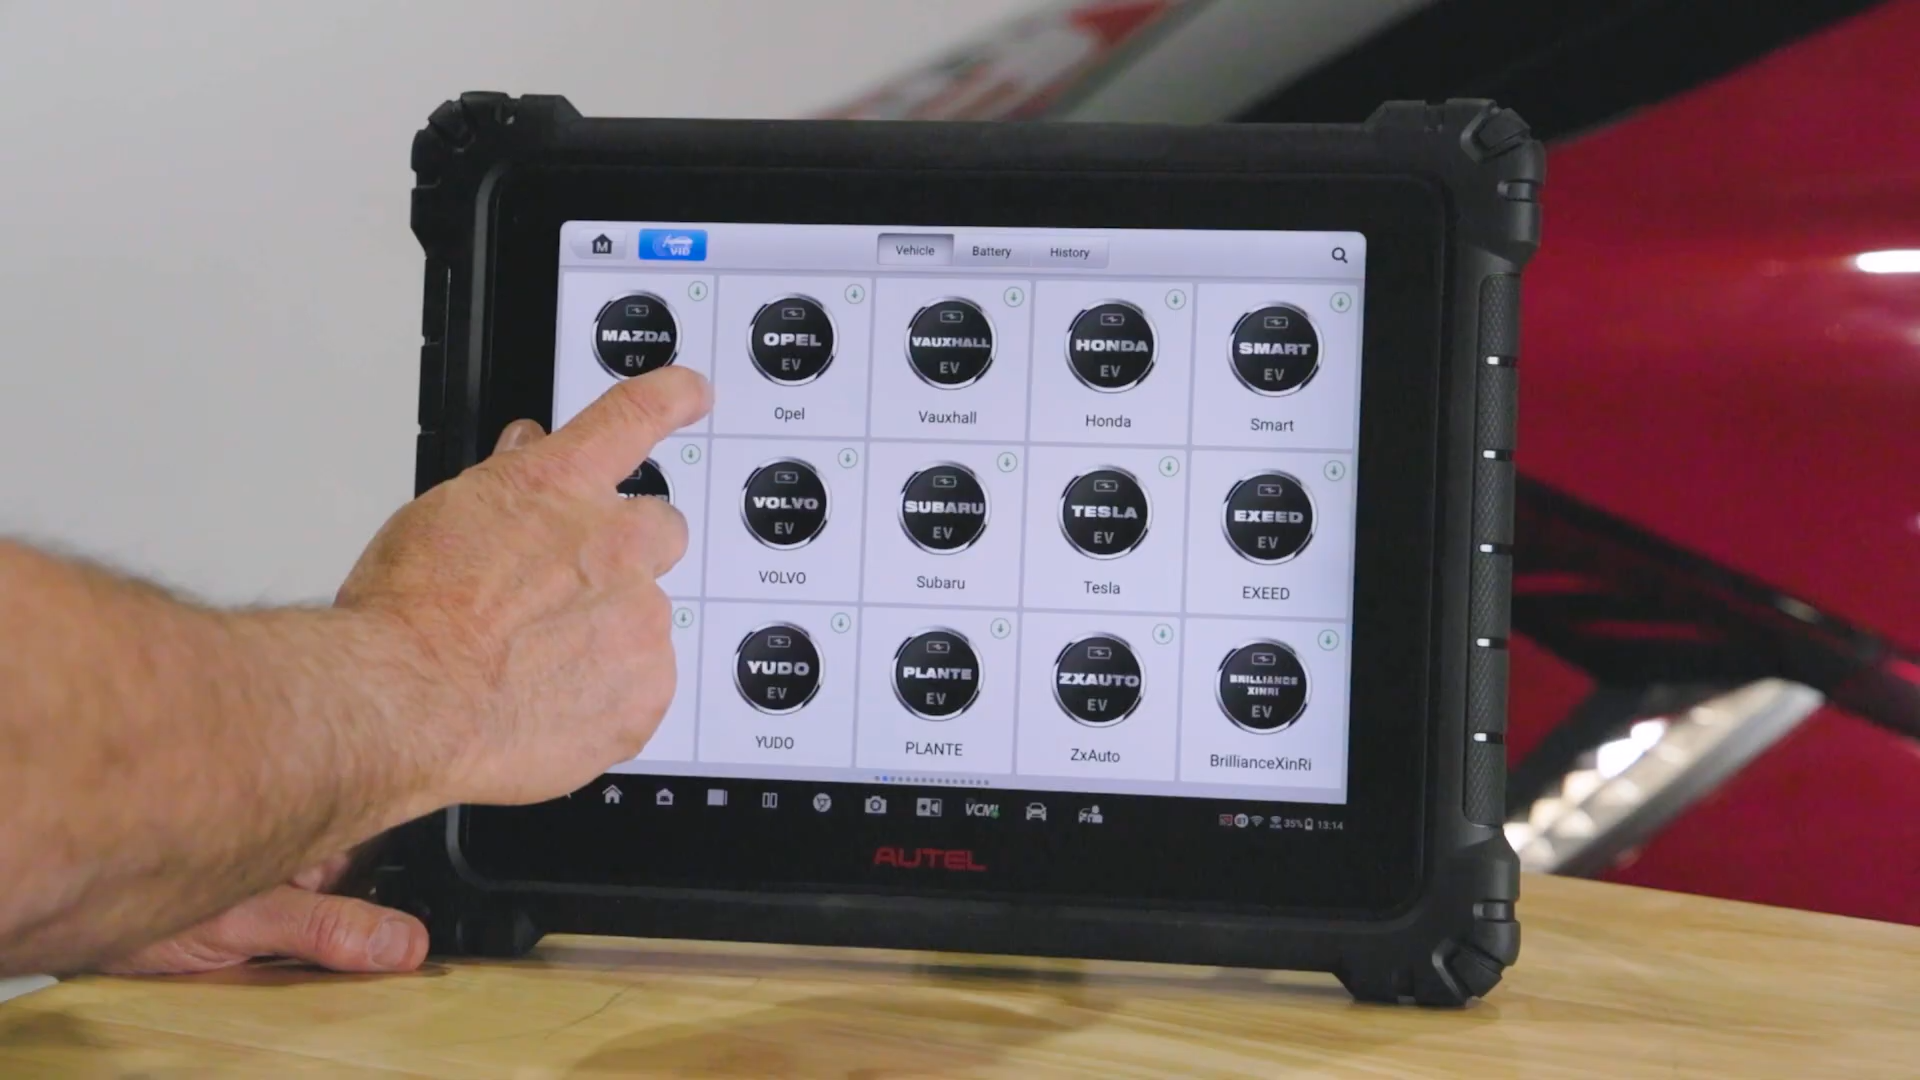 M
VID
Vehicle
Battery
History
MAZDA
EV
OPEL
EV
Opel
VAUXHALL
EV
Vauxhall
HONDA
EV
Honda
SMART
EV
Smart
VOLVO
EV
VOLVO
SUBARU
EV
Subaru
TESLA
EV
Tesla
EXEED
EV
EXEED
YUDO
EV
YUDO
PLANTE
EV
PLANTE
ZXAUTO
EV
ZxAuto
BRILLIANCE
XINRI
EV
BrillianceXinRi
VCMI
35%
13:14
AUTEL